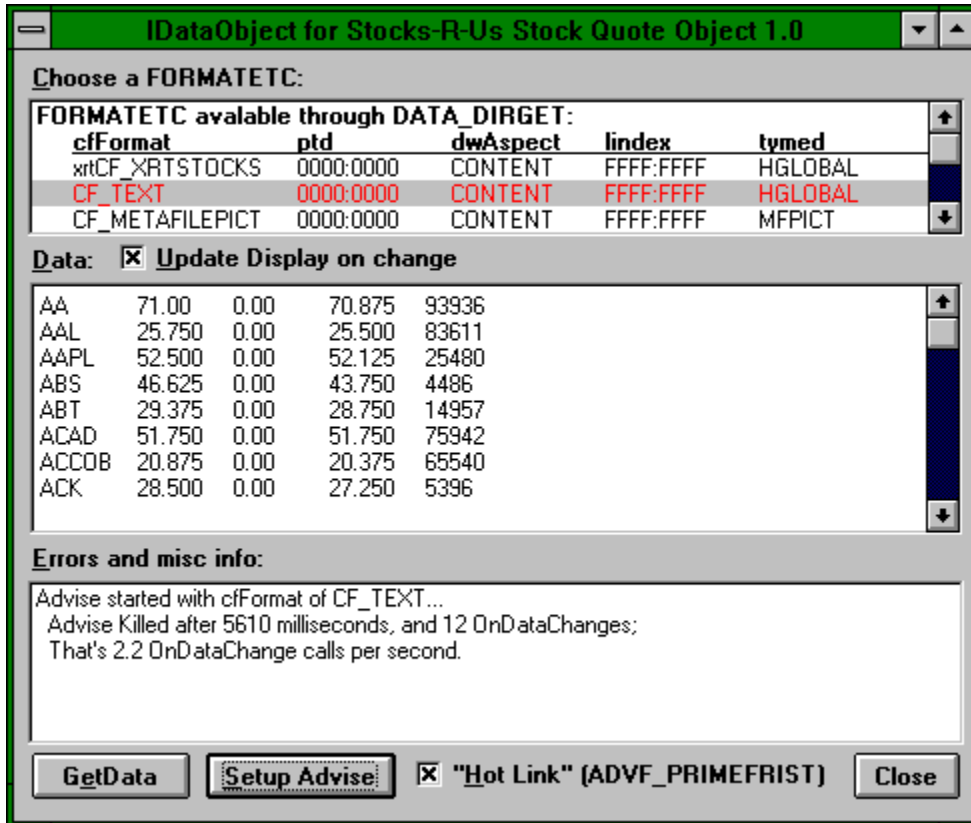 IDataObject for Stocks-R-Us Stock Quote Object 1.0
Choose a FORMATETC:
FORMATETC avalable through DATA_DIRGET:
cfFormat ptd dwAspect lindex tymed
xrtCF_XRTSTOCKS 0000:0000 CONTENT FFFF:FFFF HGLOBAL
CF_TEXT 0000:0000 CONTENT FFFF:FFFF HGLOBAL
CF_METAFILEPICT 0000:0000 CONTENT FFFF:FFFF MFPICT
Data: Update Display on change
AA 71.00 0.00 70.875 93936
AAL 25.750 0.00 25.500 83611
AAPL 52.500 0.00 52.125 25480
ABS 46.625 0.00 43.750 4486
ABT 29.375 0.00 28.750 14957
ACAD 51.750 0.00 51.750 75942
ACCOB 20.875 0.00 20.375 65540
ACK 28.500 0.00 27.250 5396
Errors and misc info:
Advise started with cfFormat of CF_TEXT...
Advise Killed after 5610 milliseconds, and 12 OnDataChanges;
That's 2.2 OnDataChange calls per second.
GetData Setup Advise "Hot Link" (ADVF_PRIMEFRIST) Close